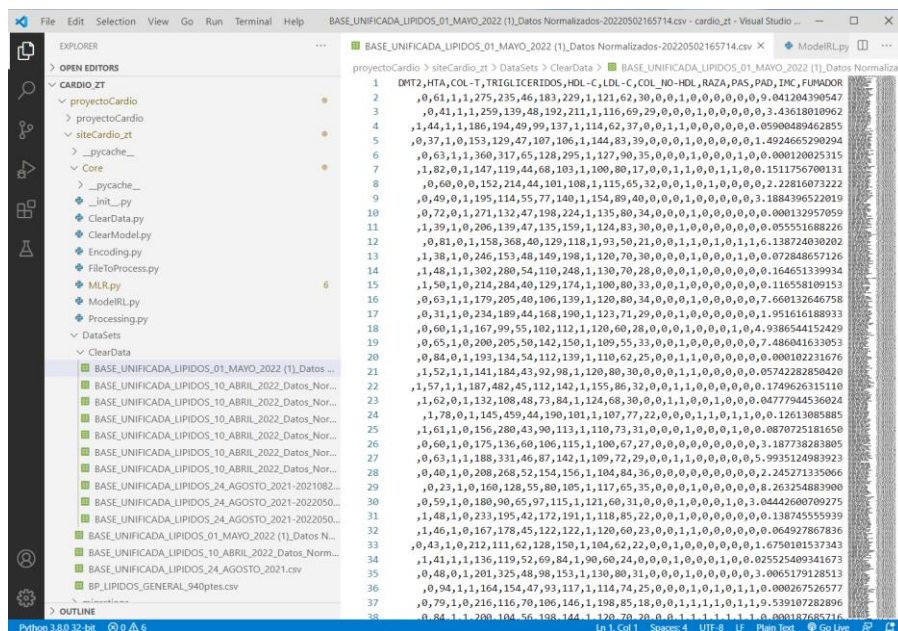 File Edit Selection View Go Run Terminal Help BASE_UNIFICADA_LIPIDOS_01_MAYO_2022 (1)_Datos Normalizados-20220502165714.csv - cardio_zt - Visual Studio ...
EXPLORER
OPEN EDITORS
CARDIO_ZT
proyectoCardio
proyectoCardio
siteCardio_zt
_pycache_
Core
__pycache__
__init__.py
ClearData.py
ClearModel.py
Encoding.py
FileToProcess.py
MLR.py 6
ModelRL.py
Processing.py
DataSets
ClearData
BASE_UNIFICADA_LIPIDOS_01_MAYO_2022 (1)_Datos ...
BASE_UNIFICADA_LIPIDOS_10_ABRIL_2022_Datos_Nor...
BASE_UNIFICADA_LIPIDOS_10_ABRIL_2022_Datos_Nor...
BASE_UNIFICADA_LIPIDOS_10_ABRIL_2022_Datos_Nor...
BASE_UNIFICADA_LIPIDOS_10_ABRIL_2022_Datos_Nor...
BASE_UNIFICADA_LIPIDOS_10_ABRIL_2022_Datos_Nor...
BASE_UNIFICADA_LIPIDOS_24_AGOSTO_2021-2021082...
BASE_UNIFICADA_LIPIDOS_24_AGOSTO_2021-2022050...
BASE_UNIFICADA_LIPIDOS_24_AGOSTO_2021-2022050...
BASE_UNIFICADA_LIPIDOS_01_MAYO_2022 (1)_Datos N...
BASE_UNIFICADA_LIPIDOS_10_ABRIL_2022_Datos_Norm...
BASE_UNIFICADA_LIPIDOS_24_AGOSTO_2021.csv
BP_LIPIDOS_GENERAL_940ptes.csv
OUTLINE
BASE_UNIFICADA_LIPIDOS_01_MAYO_2022 (1)_Datos Normalizados-20220502165714.csv ModelRL.py
proyectoCardio > siteCardio_zt > DataSets > ClearData > BASE_UNIFICADA_LIPIDOS_01_MAYO_2022 (1)_Datos Normaliza
1 DMT2,HTA,COL-T,TRIGLICERIDOS,HDL-C,LDL-C,COL_NO-HDL,RAZA,PAS,PAD,IMC,FUMADOR
2 ,0,61,1,1,275,235,46,183,229,1,121,62,30,0,0,1,0,0,0,0,0,9.041204390547
3 ,0,41,1,1,259,139,48,192,211,1,116,69,29,0,0,0,1,0,0,0,0,3.43618010962
4 ,1,44,1,1,186,194,49,99,137,1,114,62,37,0,0,1,1,0,0,0,0,0.05900489462855
5 ,0,37,1,0,153,129,47,107,106,1,144,83,39,0,0,0,1,0,0,0,0,1.4924665290294
6 ,0,63,1,1,360,317,65,128,295,1,127,90,35,0,0,0,1,0,0,1,0,0.000120025315
7 ,1,82,0,1,147,119,44,68,103,1,100,80,17,0,0,1,1,0,0,1,1,0.1511756700131
8 ,0,60,0,0,152,214,44,101,108,1,115,65,32,0,0,1,0,1,0,0,0,2.22816073222
9 ,0,49,0,1,195,114,55,77,140,1,154,89,40,0,0,0,1,0,0,0,0,3.1884396522019
10 ,0,72,0,1,271,132,47,198,224,1,135,80,34,0,0,0,1,0,0,0,0,0.000132957059
11 ,1,39,1,0,206,139,47,135,159,1,124,83,30,0,0,1,1,0,0,0,0,0.055551688226
12 ,0,81,0,1,158,368,40,129,118,1,93,50,21,0,0,1,1,0,1,0,1,1,6.138724030202
13 ,1,38,1,0,246,153,48,149,198,1,120,70,30,0,0,0,1,0,0,1,0,0.072848657126
14 ,1,48,1,1,302,280,54,110,248,1,130,70,28,0,0,0,1,0,0,0,0,0.164651339934
15 ,1,50,1,0,214,284,40,129,174,1,100,80,33,0,0,1,1,0,0,0,0,0.116558109153
16 ,0,63,1,1,179,205,40,106,139,1,120,80,34,0,0,0,1,0,0,0,0,7.660132646758
17 ,0,31,1,0,234,189,44,168,190,1,123,71,29,0,0,0,1,0,0,0,0,1.951616188933
18 ,0,60,1,1,167,99,55,102,112,1,120,60,28,0,0,0,1,0,0,0,1,0,4.9386544152429
19 ,0,65,1,0,200,205,50,142,150,1,109,55,33,0,0,1,0,1,0,0,0,7.486041633053
20 ,0,84,0,1,193,134,54,112,139,1,110,62,25,0,0,1,1,0,0,0,0,0.000102231676
21 ,1,52,1,1,141,184,43,92,98,1,120,80,30,0,0,0,1,1,0,0,0,0.05742282850420
22 ,1,57,1,1,187,482,45,112,142,1,155,86,32,0,0,1,1,0,0,0,0,0.1749626315110
23 ,1,62,0,1,132,108,48,73,84,1,124,68,30,0,0,1,1,0,0,1,0,0.04777944536024
24 ,1,78,0,1,145,459,44,190,101,1,107,77,22,0,0,0,1,1,0,1,1,0,0.12613085885
25 ,1,61,1,0,156,280,43,90,113,1,110,73,31,0,0,0,1,0,0,1,0,0.0870725181650
26 ,0,60,1,0,175,136,60,106,115,1,100,67,27,0,0,0,0,0,0,0,0,3.187738283805
27 ,0,63,1,1,188,331,46,87,142,1,109,72,29,0,0,1,1,0,0,0,0,5.9935124983923
28 ,0,40,1,0,208,268,52,154,156,1,104,84,36,0,0,0,0,0,0,0,0,2.245271335066
29 ,0,23,1,0,160,128,55,80,105,1,117,65,35,0,0,0,1,0,0,0,0,8.263254883900
30 ,0,59,1,0,180,90,65,97,115,1,121,60,31,0,0,0,1,0,0,1,0,3.04442600709275
31 ,1,48,1,0,233,195,42,172,191,1,118,85,22,0,0,0,1,0,0,0,0,0.138745555939
32 ,1,46,1,0,167,178,45,122,122,1,120,60,23,0,0,1,1,0,0,0,0,0.064927867836
33 ,0,43,1,0,212,111,62,128,150,1,104,62,22,0,0,1,0,0,0,0,0,1.6750101537343
34 ,1,41,1,1,136,119,52,69,84,1,90,60,24,0,0,0,1,0,0,0,1,0,0.0255254093416​73
35 ,0,48,0,1,201,325,48,98,153,1,130,80,31,0,0,0,1,0,0,0,0,3.0065179128513
36 ,0,94,1,1,164,154,47,93,117,1,114,74,25,0,0,0,1,0,0,1,0,0.000267526577
37 ,0,79,1,0,216,116,70,106,146,1,198,85,18,0,0,1,1,1,1,0,1,1,9.539107282896
Python 3.8.0 32-bit 0 6 Ln 1, Col 1 Spaces: 4 UTF-8 LF Plain Text Go Live